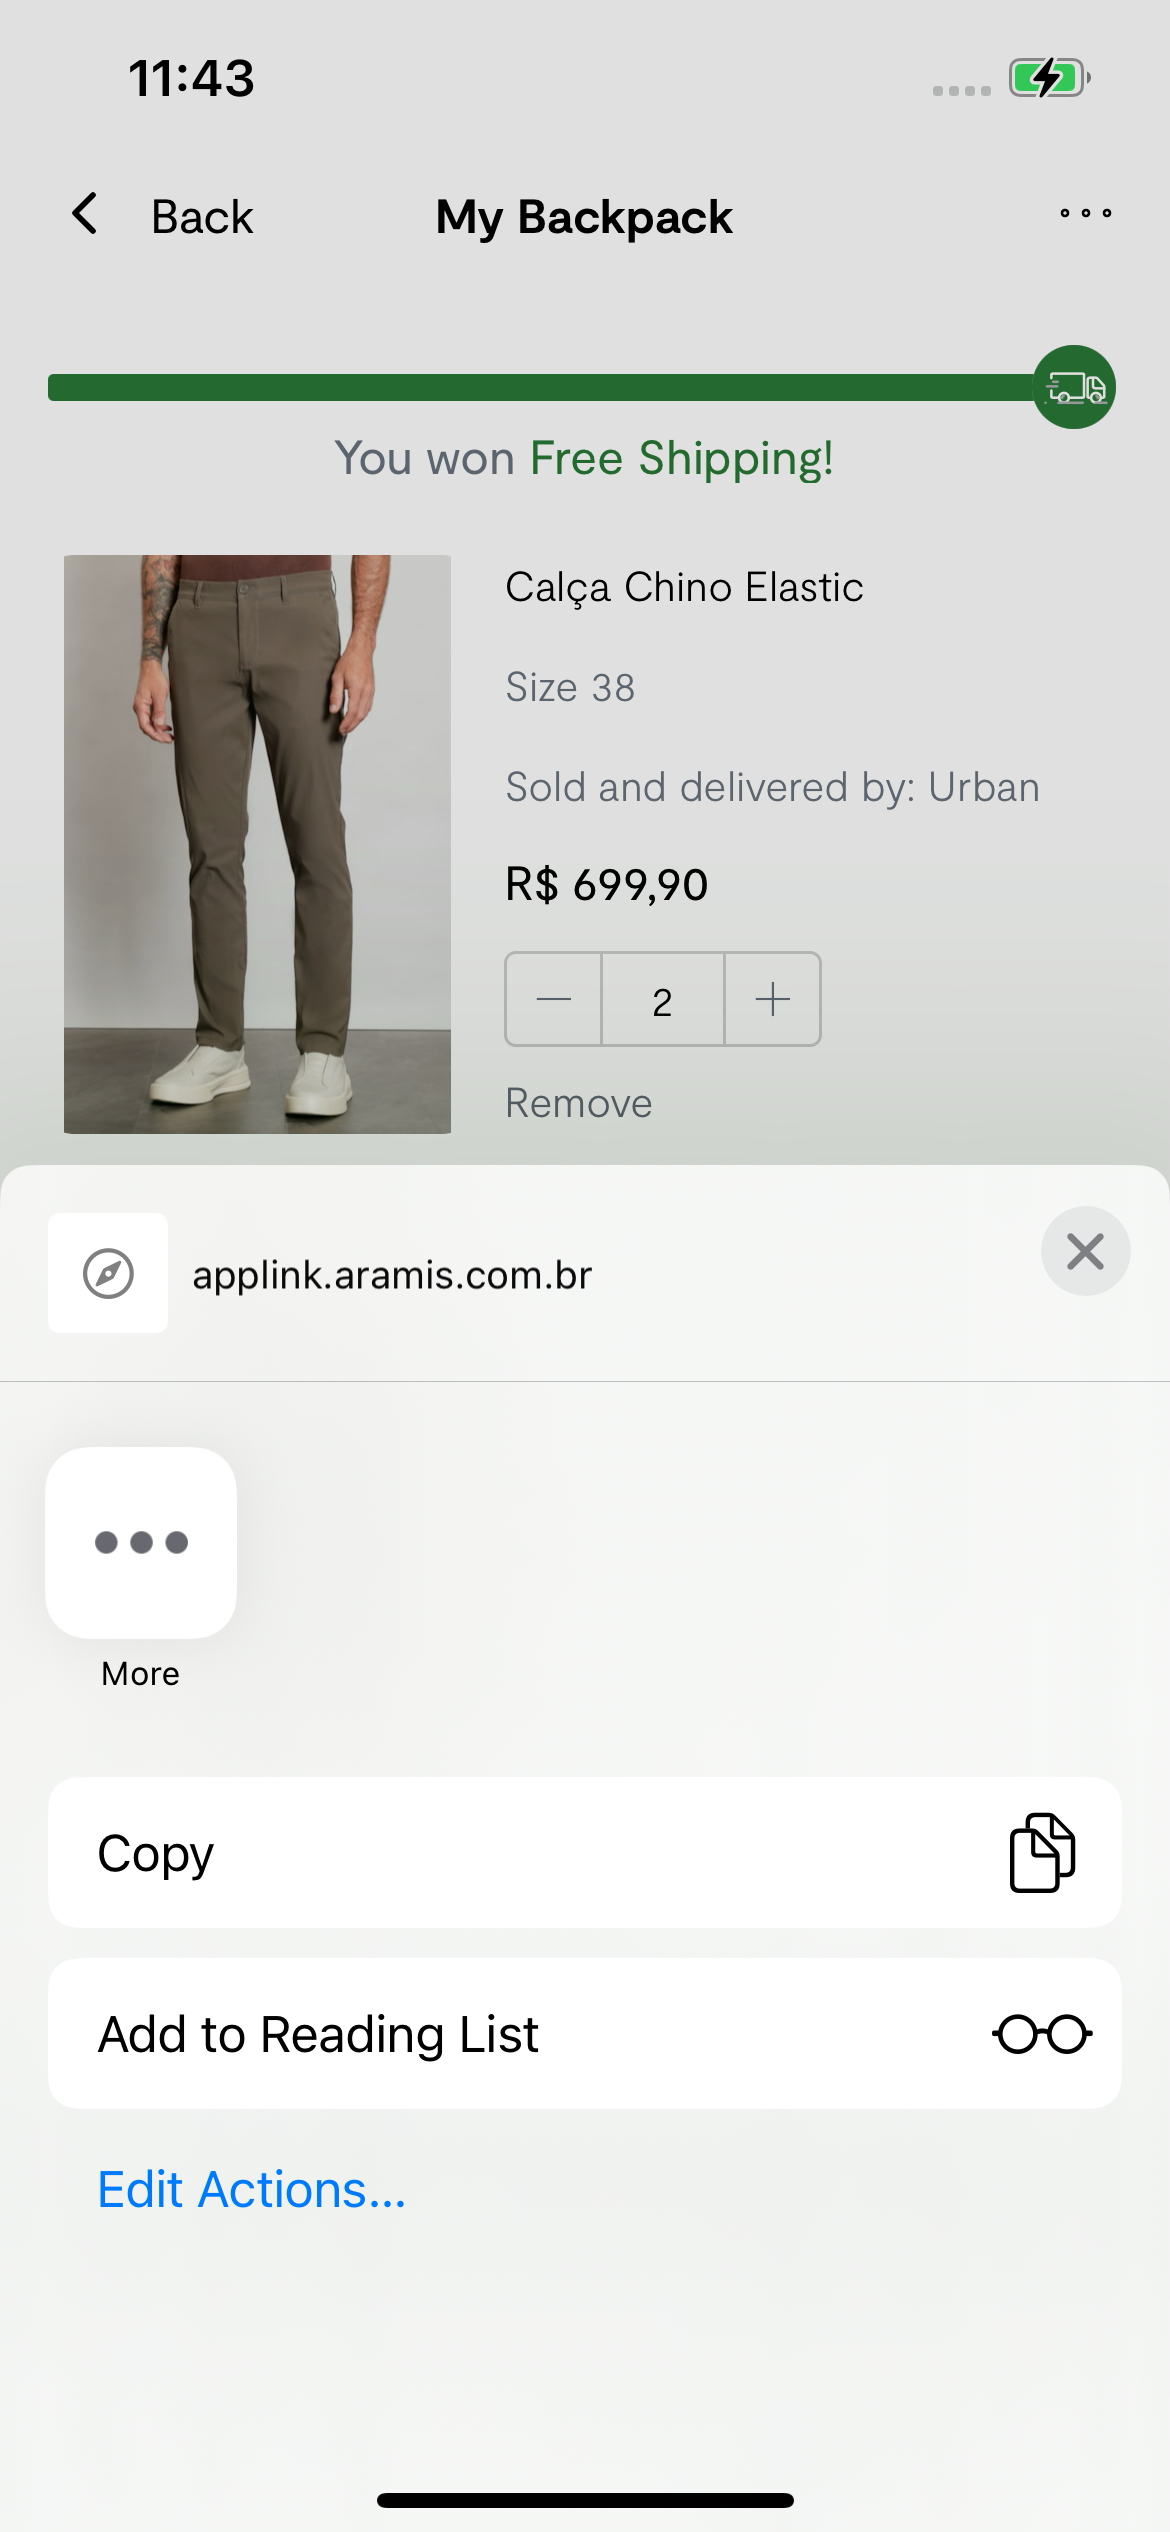 11:43
Back
My Backpack
You won Free Shipping!
Calça Chino Elastic
Size 38
Sold and delivered by: Urban
R$ 699,90
2
Remove
applink.aramis.com.br
More
Copy
Add to Reading List
Edit Actions...